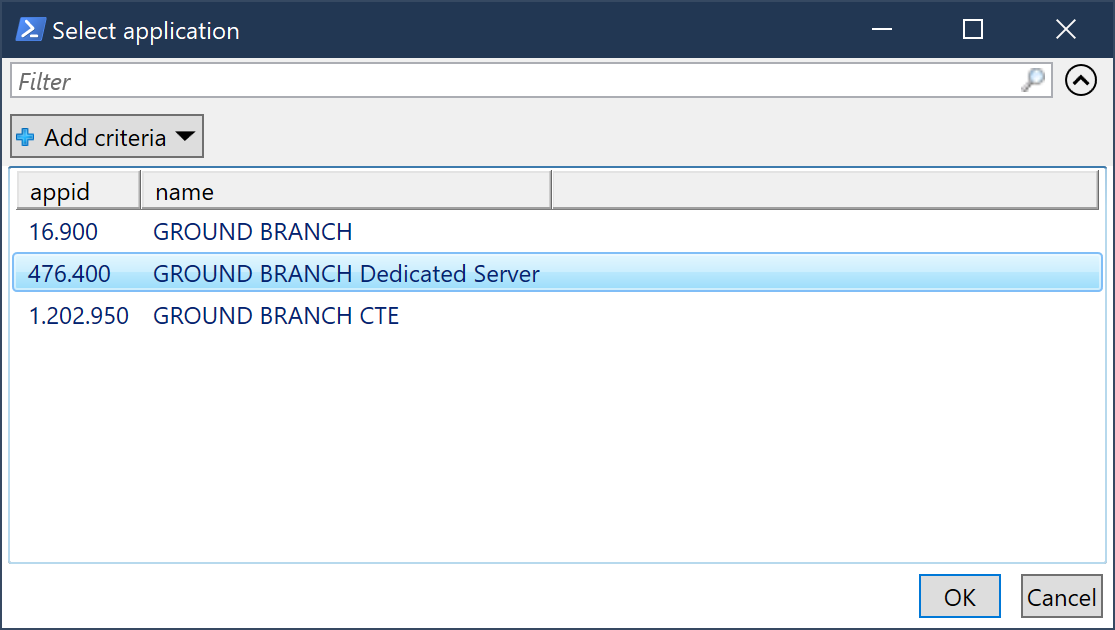 Select application
Filter
Add criteria
appid name
16.900 GROUND BRANCH
476.400 GROUND BRANCH Dedicated Server
1.202.950 GROUND BRANCH CTE
OK Cancel